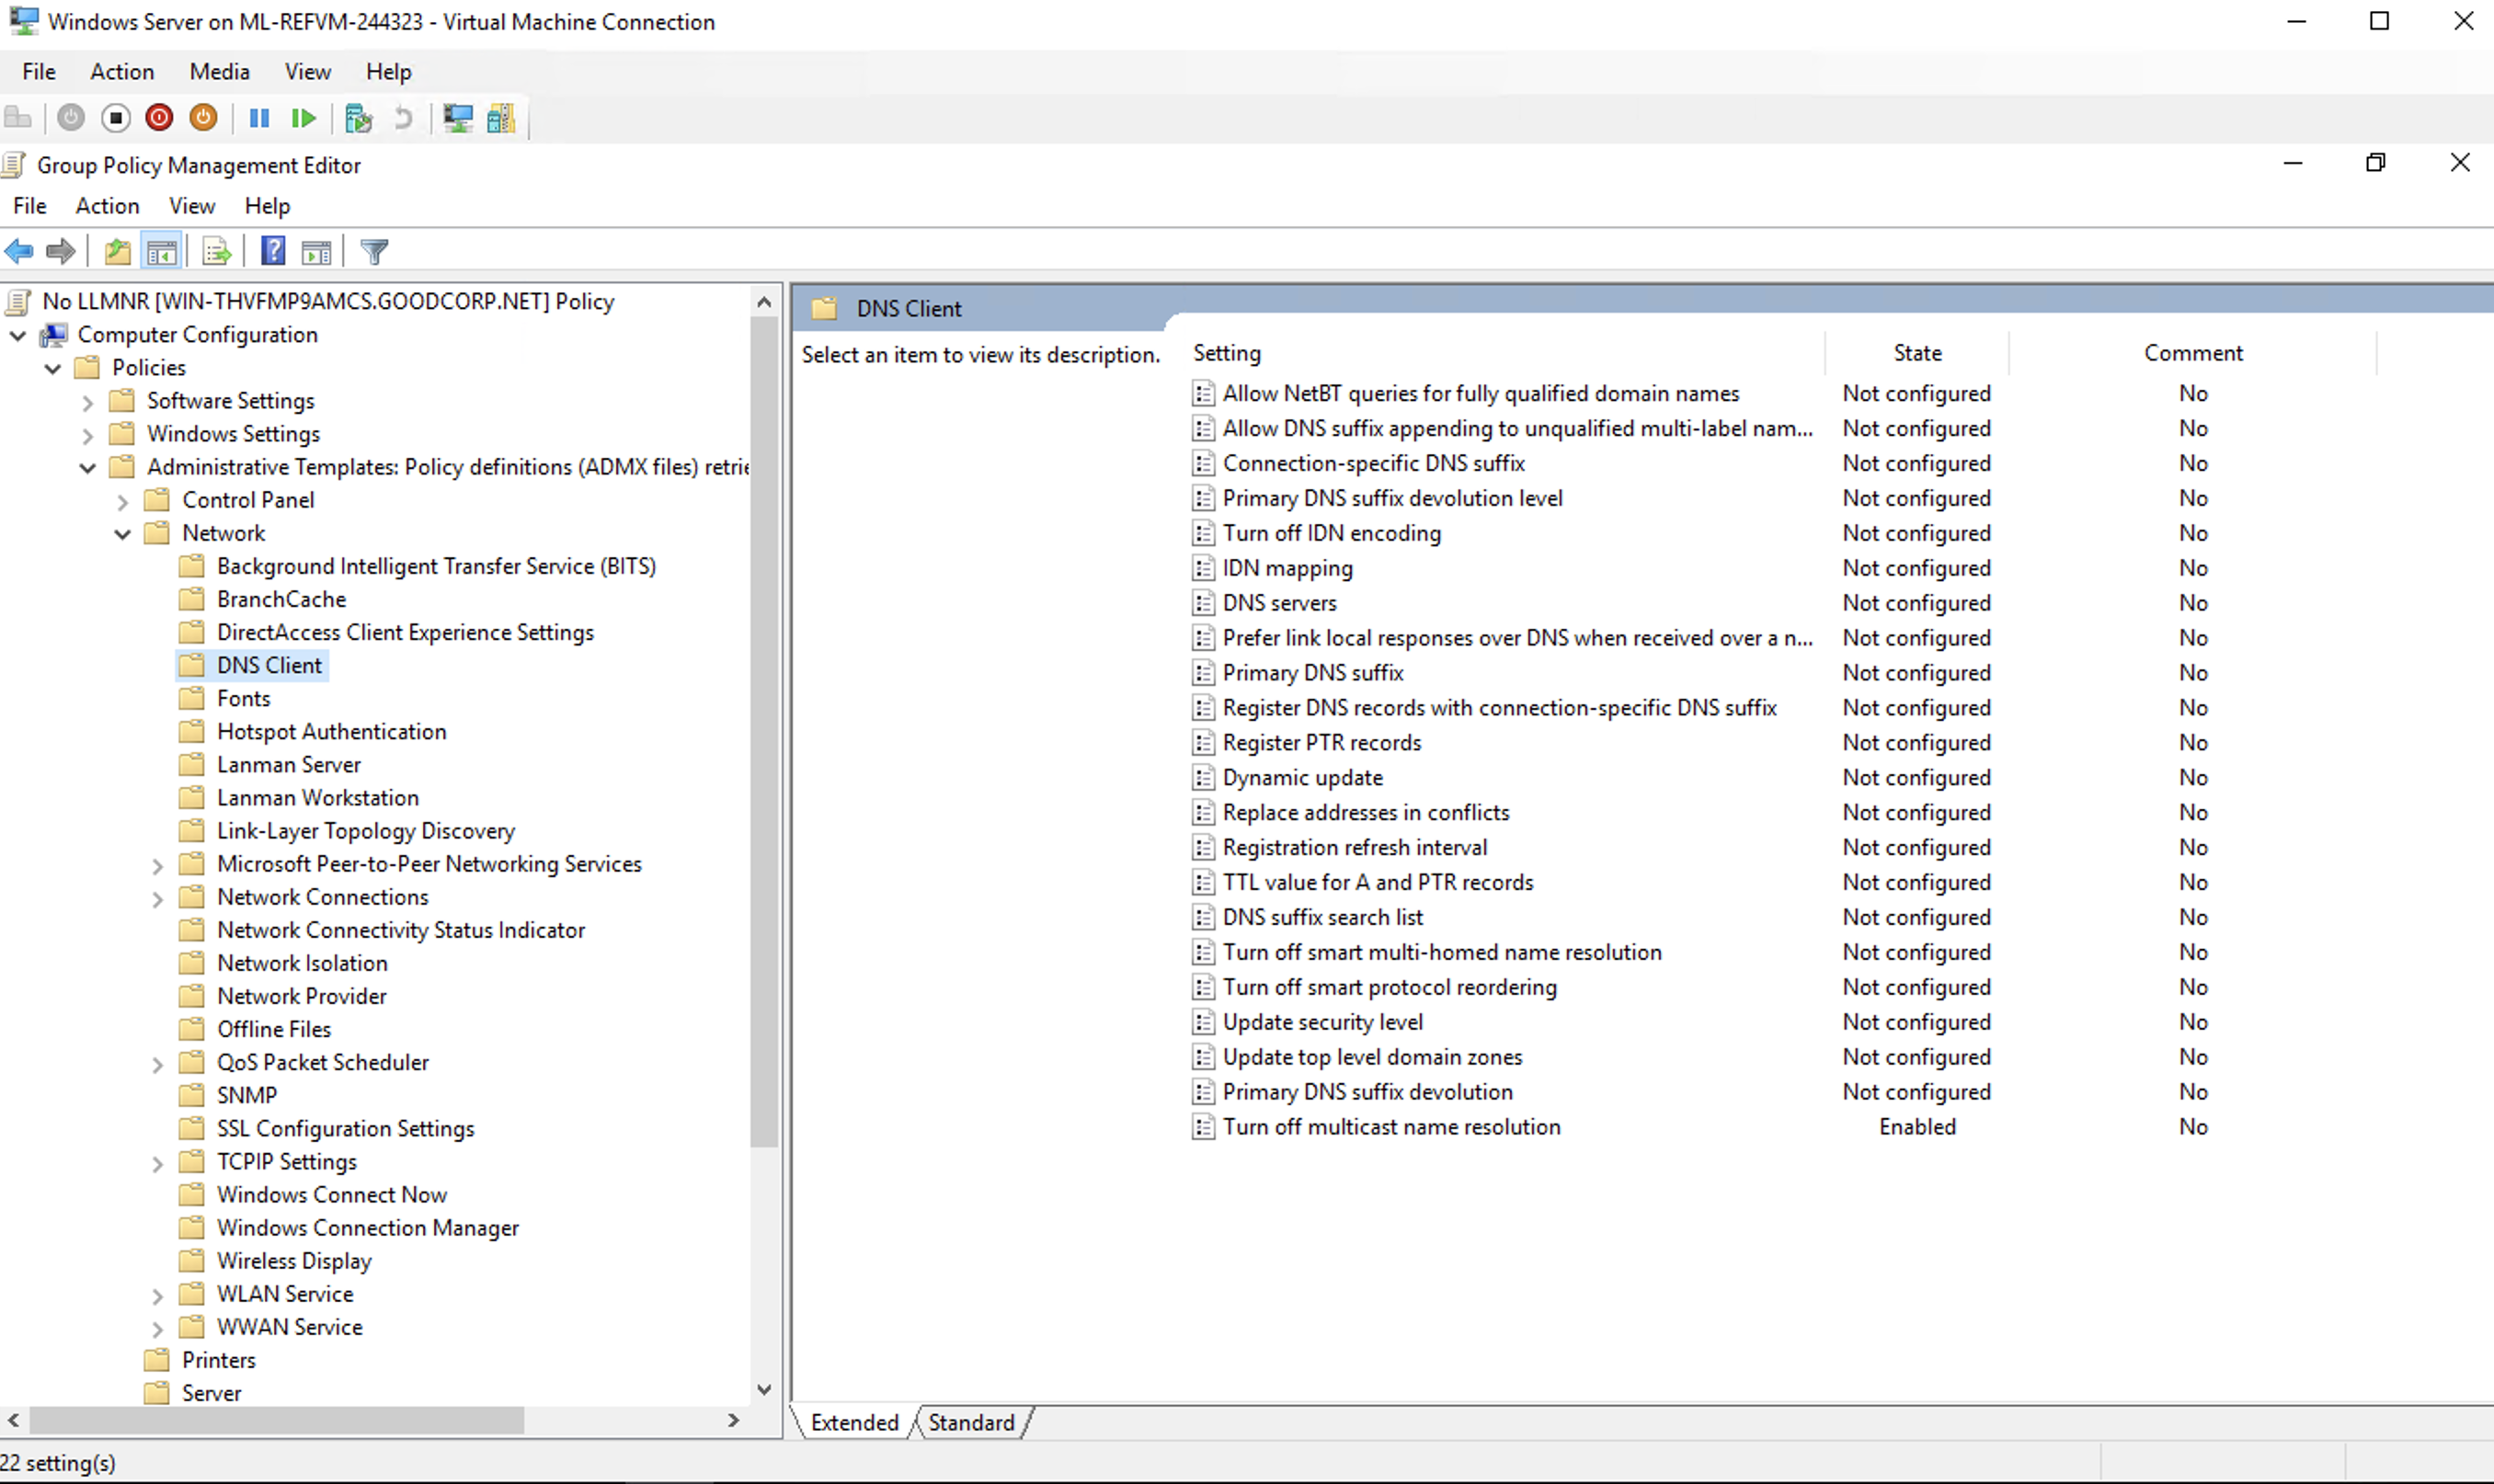 Windows Server on ML-REFVM-244323 - Virtual Machine Connection
File Action Media View Help
Group Policy Management Editor
File Action View Help
No LLMNR [WIN-THVFMP9AMCS.GOODCORP.NET] Policy
Computer Configuration
Policies
Software Settings
Windows Settings
Administrative Templates: Policy definitions (ADMX files) retrie
Control Panel
Network
Background Intelligent Transfer Service (BITS)
BranchCache
DirectAccess Client Experience Settings
DNS Client
Fonts
Hotspot Authentication
Lanman Server
Lanman Workstation
Link-Layer Topology Discovery
Microsoft Peer-to-Peer Networking Services
Network Connections
Network Connectivity Status Indicator
Network Isolation
Network Provider
Offline Files
QoS Packet Scheduler
SNMP
SSL Configuration Settings
TCPIP Settings
Windows Connect Now
Windows Connection Manager
Wireless Display
WLAN Service
WWAN Service
Printers
Server
DNS Client
Select an item to view its description.
Setting State Comment
Allow NetBT queries for fully qualified domain names Not configured No
Allow DNS suffix appending to unqualified multi-label nam... Not configured No
Connection-specific DNS suffix Not configured No
Primary DNS suffix devolution level Not configured No
Turn off IDN encoding Not configured No
IDN mapping Not configured No
DNS servers Not configured No
Prefer link local responses over DNS when received over a n... Not configured No
Primary DNS suffix Not configured No
Register DNS records with connection-specific DNS suffix Not configured No
Register PTR records Not configured No
Dynamic update Not configured No
Replace addresses in conflicts Not configured No
Registration refresh interval Not configured No
TTL value for A and PTR records Not configured No
DNS suffix search list Not configured No
Turn off smart multi-homed name resolution Not configured No
Turn off smart protocol reordering Not configured No
Update security level Not configured No
Update top level domain zones Not configured No
Primary DNS suffix devolution Not configured No
Turn off multicast name resolution Enabled No
Extended Standard
22 setting(s)